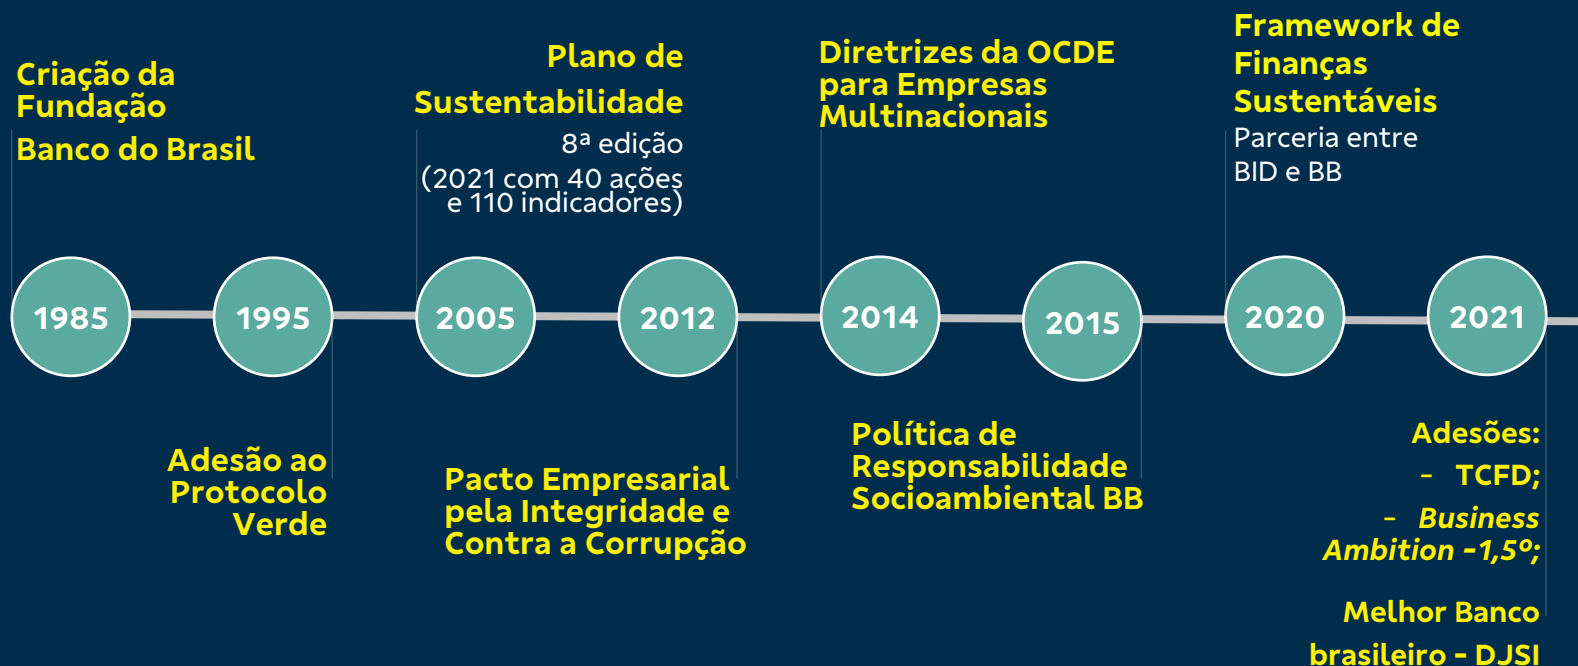 Criação da
Fundação
Banco do Brasil
Plano de
Sustentabilidade
8ª edição
(2021 com 40 ações
e 110 indicadores)
Diretrizes da OCDE
para Empresas
Multinacionais
Framework de
Finanças
Sustentáveis
Parceria entre
BID e BB
1985
1995
2005
2012
2014
2015
2020
2021
Adesão ao
Protocolo
Verde
Pacto Empresarial
pela Integridade e
Contra a Corrupção
Política de
Responsabilidade
Socioambiental BB
Adesões:
- TCFD;
- Business
Ambition -1,5º;
Melhor Banco
brasileiro - DJSI